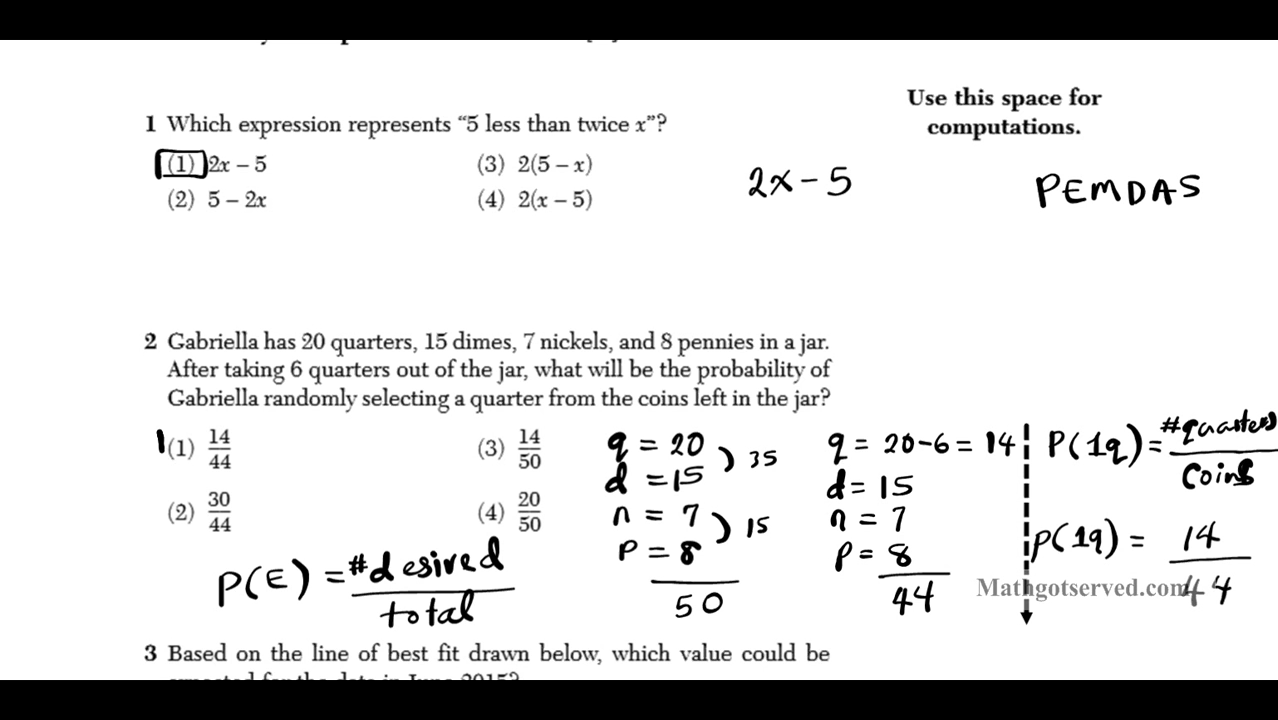 Use this space for
computations.
1 Which expression represents “5 less than twice x”?
(1) 2x – 5
(3) 2(5 – x)
(2) 5 – 2x
(4) 2(x – 5)
2x – 5
PEMDAS
2 Gabriella has 20 quarters, 15 dimes, 7 nickels, and 8 pennies in a jar.
After taking 6 quarters out of the jar, what will be the probability of
Gabriella randomly selecting a quarter from the coins left in the jar?
(1) 14/44
(3) 14/50
(2) 30/44
(4) 20/50
P(E) = #desired/total
q = 20
d = 15
) 35
n = 7
p = 8
) 15
50
q = 20-6 = 14
d = 15
n = 7
p = 8
44
P(1q) = #quarters/Coins
P(1q) = 14/44
Mathgotserved.com
3 Based on the line of best fit drawn below, which value could be